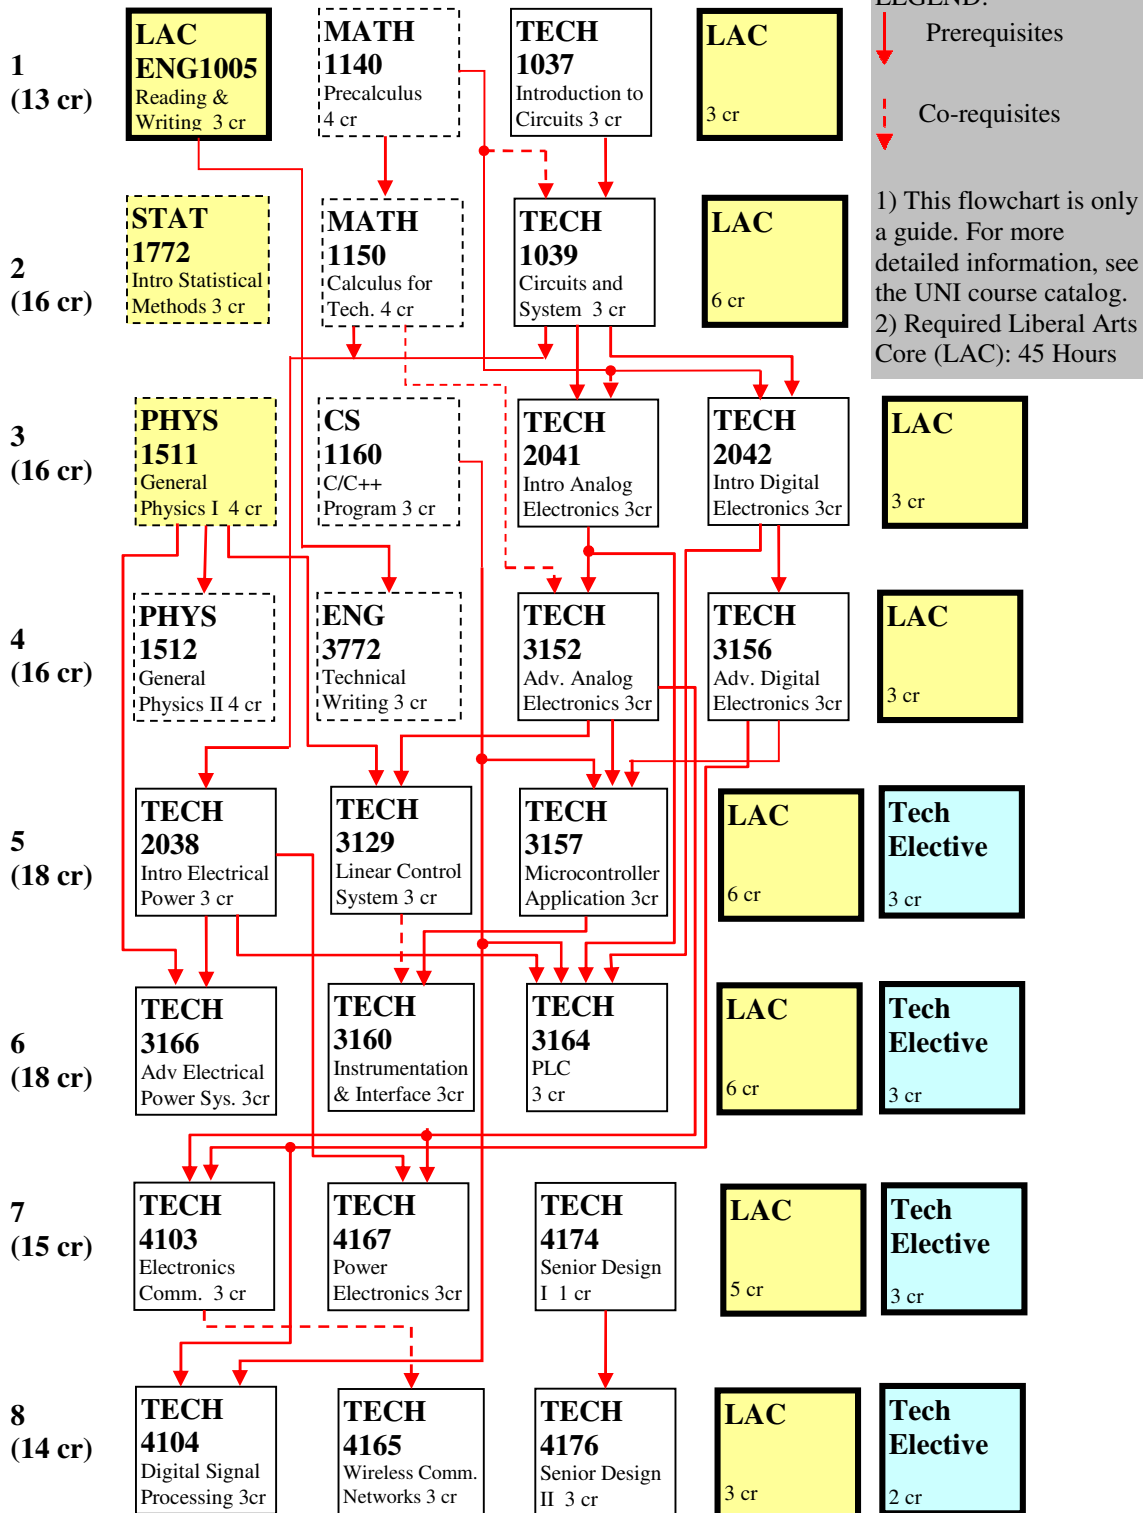 LEGEND:
Prerequisites
Co-requisites
1) This flowchart is only
a guide. For more
detailed information, see
the UNI course catalog.
2) Required Liberal Arts
Core (LAC): 45 Hours
1
(13 cr)
LAC
ENG1005
Reading &
Writing 3 cr
MATH
1140
Precalculus
4 cr
TECH
1037
Introduction to
Circuits 3 cr
LAC
3 cr
2
(16 cr)
STAT
1772
Intro Statistical
Methods 3 cr
MATH
1150
Calculus for
Tech. 4 cr
TECH
1039
Circuits and
System 3 cr
LAC
6 cr
3
(16 cr)
PHYS
1511
General
Physics I 4 cr
CS
1160
C/C++
Program 3 cr
TECH
2041
Intro Analog
Electronics 3cr
TECH
2042
Intro Digital
Electronics 3cr
LAC
3 cr
4
(16 cr)
PHYS
1512
General
Physics II 4 cr
ENG
3772
Technical
Writing 3 cr
TECH
3152
Adv. Analog
Electronics 3cr
TECH
3156
Adv. Digital
Electronics 3cr
LAC
3 cr
5
(18 cr)
TECH
2038
Intro Electrical
Power 3 cr
TECH
3129
Linear Control
System 3 cr
TECH
3157
Microcontroller
Application 3cr
LAC
6 cr
Tech
Elective
3 cr
6
(18 cr)
TECH
3166
Adv Electrical
Power Sys. 3cr
TECH
3160
Instrumentation
& Interface 3cr
TECH
3164
PLC
3 cr
LAC
6 cr
Tech
Elective
3 cr
7
(15 cr)
TECH
4103
Electronics
Comm. 3 cr
TECH
4167
Power
Electronics 3cr
TECH
4174
Senior Design
I 1 cr
LAC
5 cr
Tech
Elective
3 cr
8
(14 cr)
TECH
4104
Digital Signal
Processing 3cr
TECH
4165
Wireless Comm.
Networks 3 cr
TECH
4176
Senior Design
II 3 cr
LAC
3 cr
Tech
Elective
2 cr